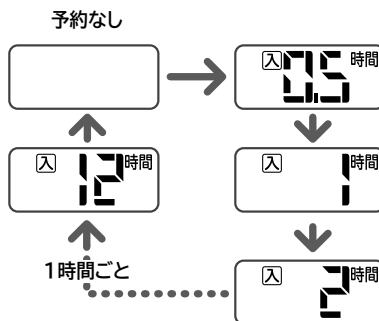 予約なし
入 0.5 時間
入 12 時間
入 1 時間
1時間ごと
入 2 時間